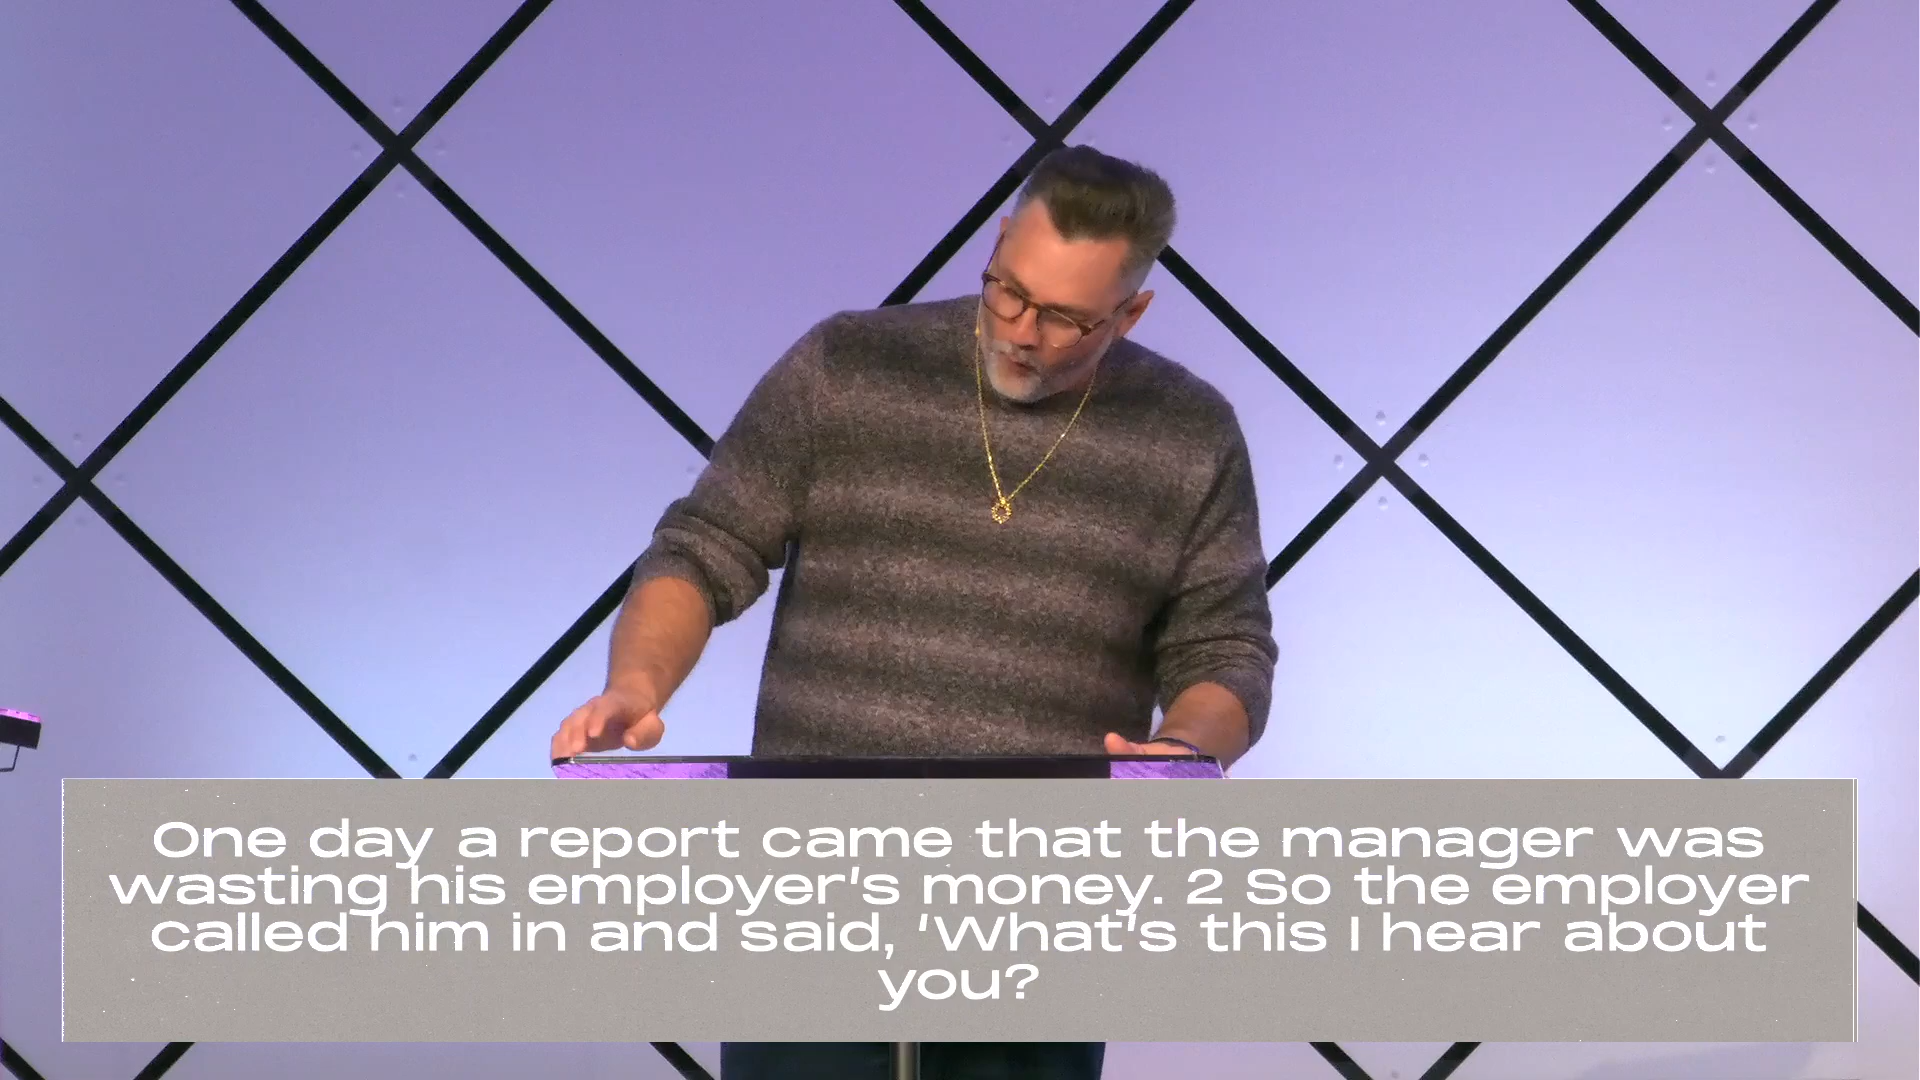 One day a report came that the manager was
wasting his employer's money. 2 So the employer
called him in and said, 'What's this I hear about
you?